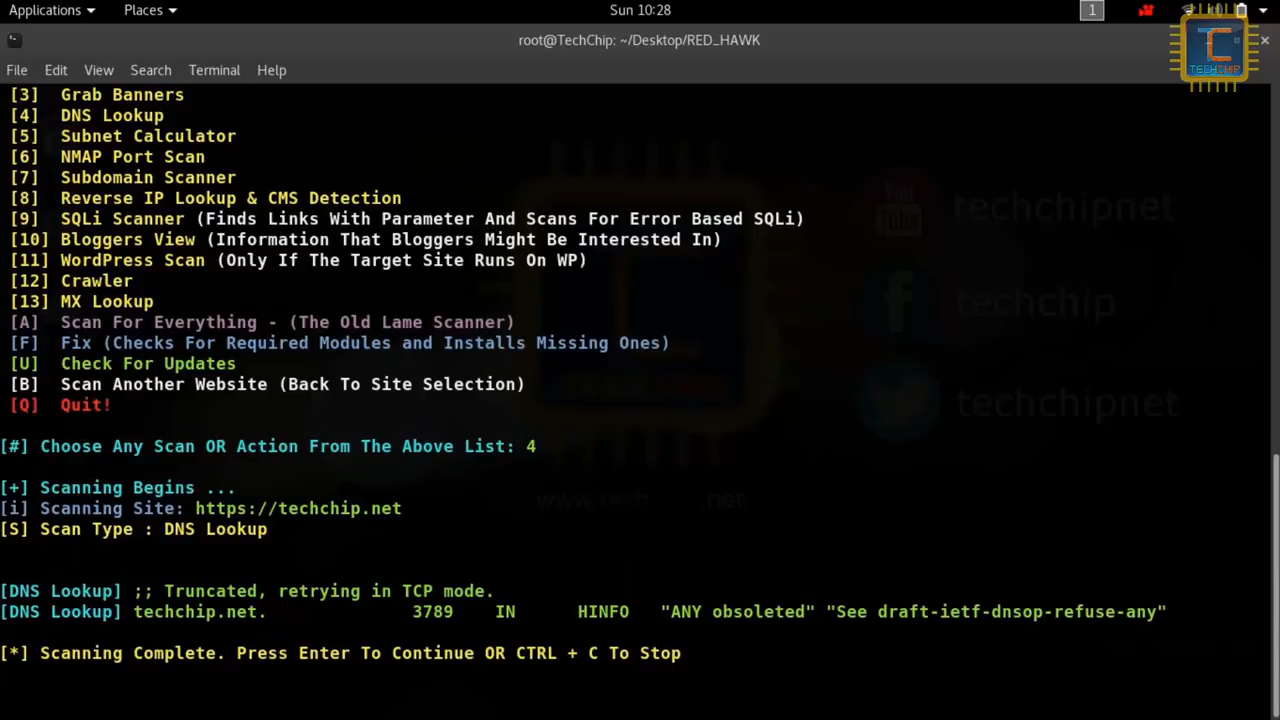 Applications Places Sun 10:28 1
root@TechChip: ~/Desktop/RED_HAWK
File Edit View Search Terminal Help
TECHCHIP
[3] Grab Banners
[4] DNS Lookup
[5] Subnet Calculator
[6] NMAP Port Scan
[7] Subdomain Scanner
[8] Reverse IP Lookup & CMS Detection
[9] SQLi Scanner (Finds Links With Parameter And Scans For Error Based SQLi)
[10] Bloggers View (Information That Bloggers Might Be Interested In)
[11] WordPress Scan (Only If The Target Site Runs On WP)
[12] Crawler
[13] MX Lookup
[A] Scan For Everything - (The Old Lame Scanner)
[F] Fix (Checks For Required Modules and Installs Missing Ones)
[U] Check For Updates
[B] Scan Another Website (Back To Site Selection)
[Q] Quit!
[#] Choose Any Scan OR Action From The Above List: 4
[+] Scanning Begins ...
[i] Scanning Site: https://techchip.net
[S] Scan Type : DNS Lookup
[DNS Lookup] ;; Truncated, retrying in TCP mode.
[DNS Lookup] techchip.net. 3789 IN HINFO "ANY obsoleted" "See draft-ietf-dnsop-refuse-any"
[*] Scanning Complete. Press Enter To Continue OR CTRL + C To Stop
You Tube
techchipnet
techchip
techchipnet